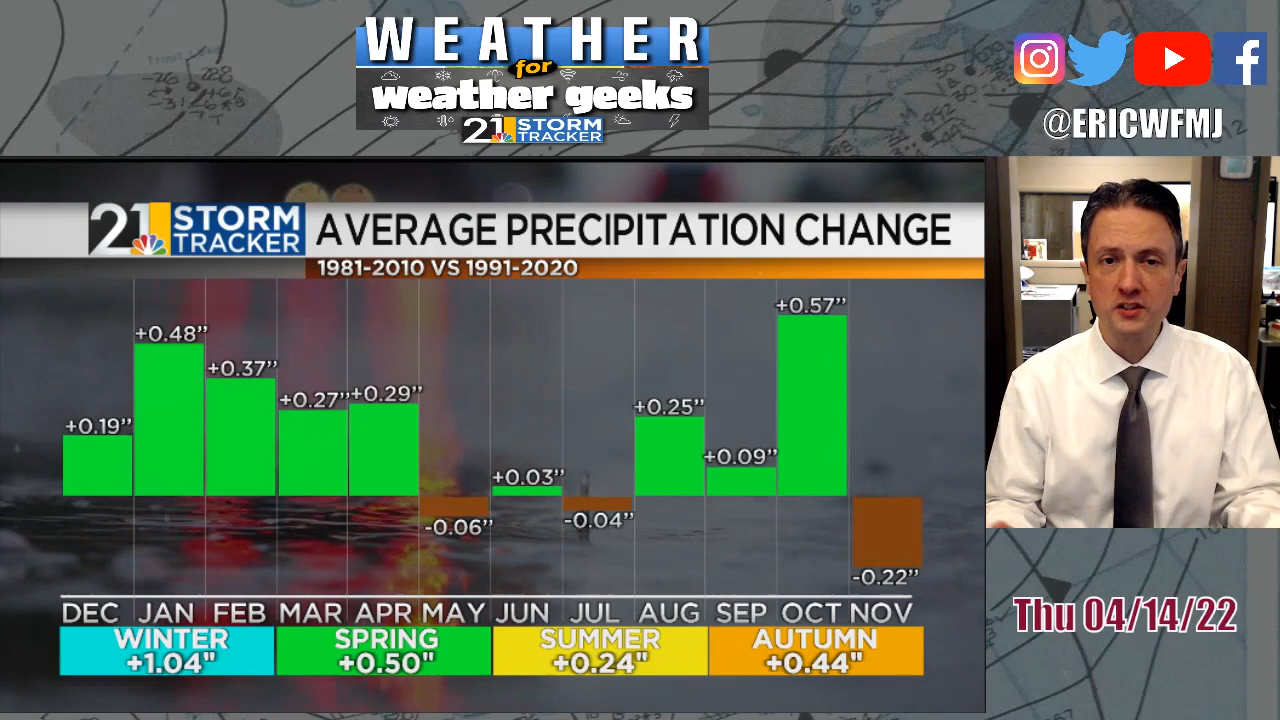 WEATHER
for
weather geeks
21 STORM
TRACKER
@ERICWFMJ
21 STORM
TRACKER
AVERAGE PRECIPITATION CHANGE
1981-2010 VS 1991-2020
+0.19”
+0.48”
+0.37”
+0.27”
+0.29”
-0.06”
+0.03”
-0.04”
+0.25”
+0.09”
+0.57”
-0.22”
DEC JAN FEB MAR APR MAY JUN JUL AUG SEP OCT NOV
WINTER
+1.04"
SPRING
+0.50"
SUMMER
+0.24"
AUTUMN
+0.44"
Thu 04/14/22